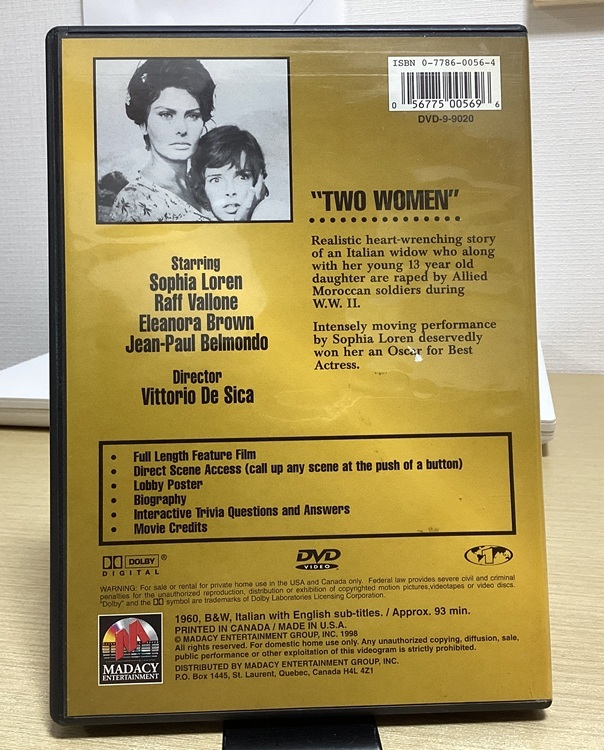 ISBN 0-7786-0056-4
0 56775 00569 6
DVD-9-9020
"TWO WOMEN"
Realistic heart-wrenching story
of an Italian widow who along
with her young 13 year old
daughter are raped by Allied
Moroccan soldiers during
W.W. II.
Intensely moving performance
by Sophia Loren deservedly
won her an Oscar for Best
Actress.
Starring
Sophia Loren
Raff Vallone
Eleanora Brown
Jean-Paul Belmondo
Director
Vittorio De Sica
• Full Length Feature Film
• Direct Scene Access (call up any scene at the push of a button)
• Lobby Poster
• Biography
• Interactive Trivia Questions and Answers
• Movie Credits
DOLBY®
DIGITAL
DVD
VIDEO
1
WARNING: For sale or rental for private home use in the USA and Canada only. Federal law provides severe civil and criminal
penalties for the unauthorized reproduction, distribution or exhibition of copyrighted motion pictures,videotapes or video discs.
"Dolby" and the symbol are trademarks of Dolby Laboratories Licensing Corporation.
M
MADACY
ENTERTAINMENT
1960, B&W, Italian with English sub-titles. / Approx. 93 min.
PRINTED IN CANADA / MADE IN U.S.A.
© MADACY ENTERTAINMENT GROUP, INC. 1998
All rights reserved. For domestic home use only. Any unauthorized copying, diffusion, sale,
public performance or other exploitation of this videogram is strictly prohibited.
DISTRIBUTED BY MADACY ENTERTAINMENT GROUP, INC.
P.O. Box 1445, St. Laurent, Quebec, Canada H4L 4Z1